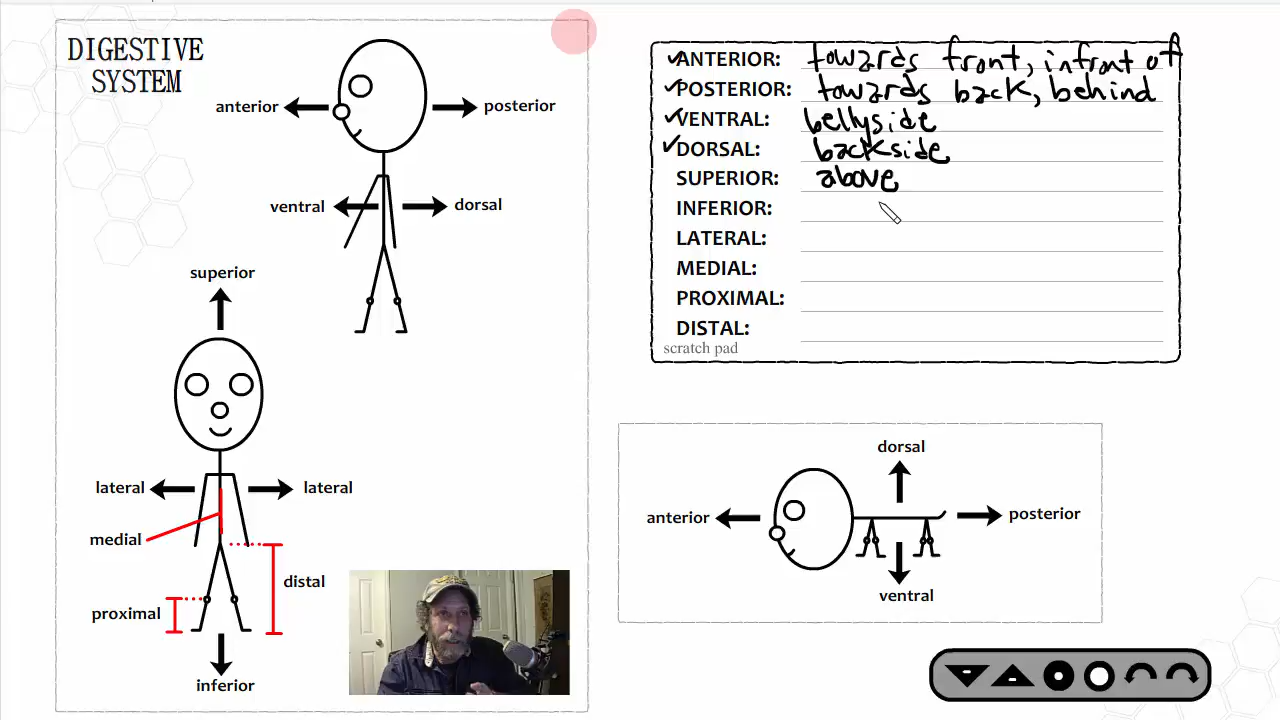 DIGESTIVE
SYSTEM
anterior
posterior
ventral
dorsal
superior
lateral
lateral
medial
distal
proximal
inferior
ANTERIOR: towards front, infront of
POSTERIOR: towards back, behind
VENTRAL: bellyside
DORSAL: backside
SUPERIOR: above
INFERIOR:
LATERAL:
MEDIAL:
PROXIMAL:
DISTAL:
scratch pad
dorsal
anterior
posterior
ventral